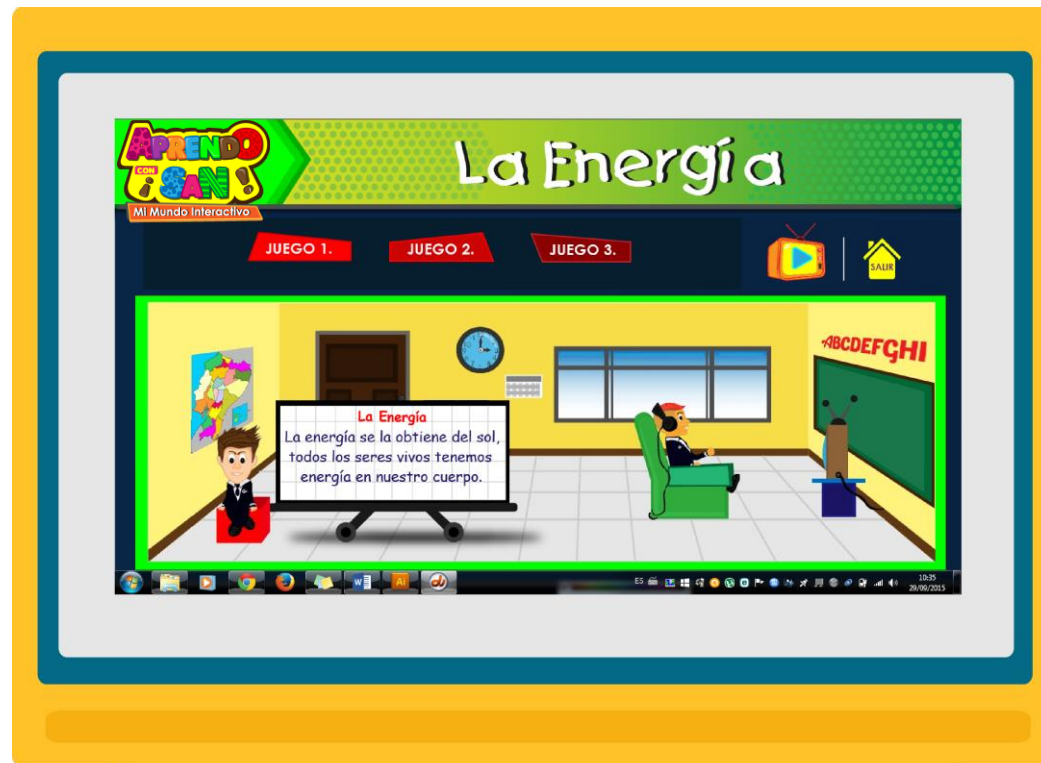 APRENDO
CON
¡SAN!
Mi Mundo Interactivo
La Energía
JUEGO 1.
JUEGO 2.
JUEGO 3.
SALIR
ABCDEFGHI
La Energía
La energía se la obtiene del sol,
todos los seres vivos tenemos
energía en nuestro cuerpo.
W
Ai
ES
10:35
29/09/2015